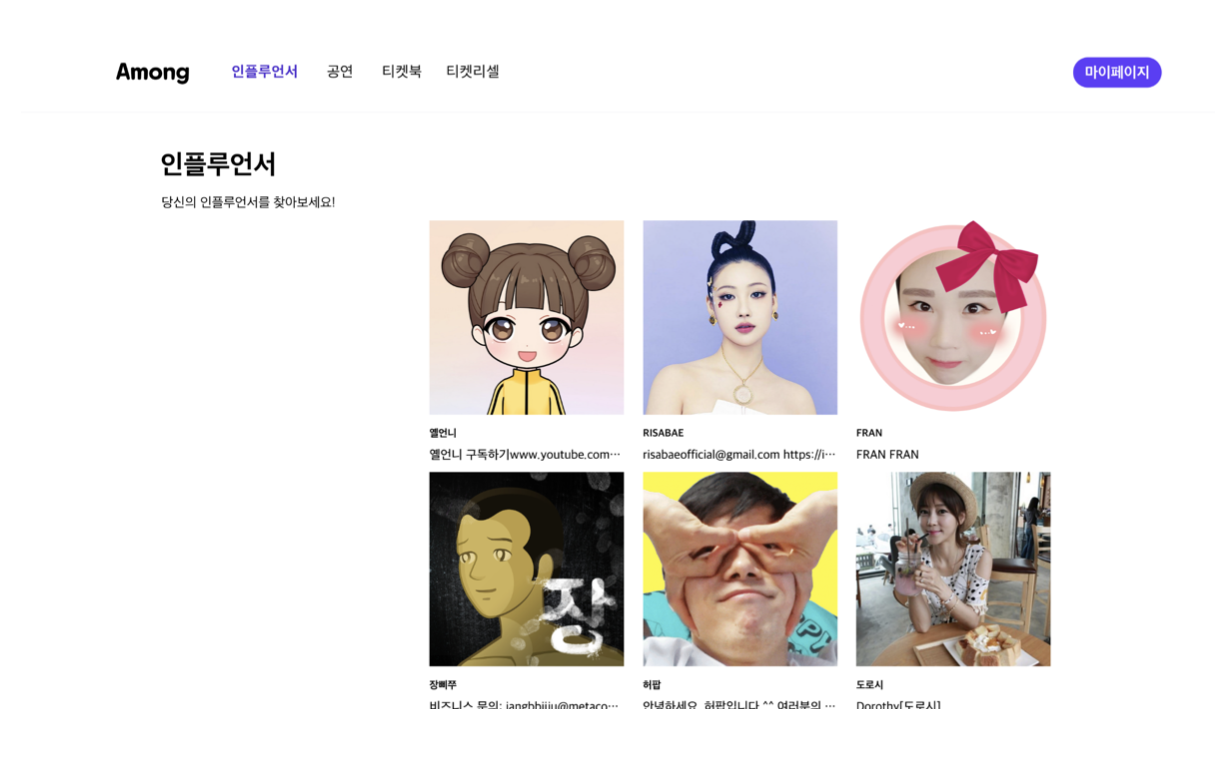 Among 인플루언서 공연 티켓북 티켓리셀 마이페이지
인플루언서
당신의 인플루언서를 찾아보세요!
장
옐언니 RISABAE FRAN
옐언니 구독하기www.youtube.com··· risabaeofficial@gmail.com https://i··· FRAN FRAN
장삐쭈 허팝 도로시
비즈니스 문의: jangbbijju@metaco··· 안녕하세요 허팝입니다 ^^ 여러분의 ··· Dorothy[도로시]